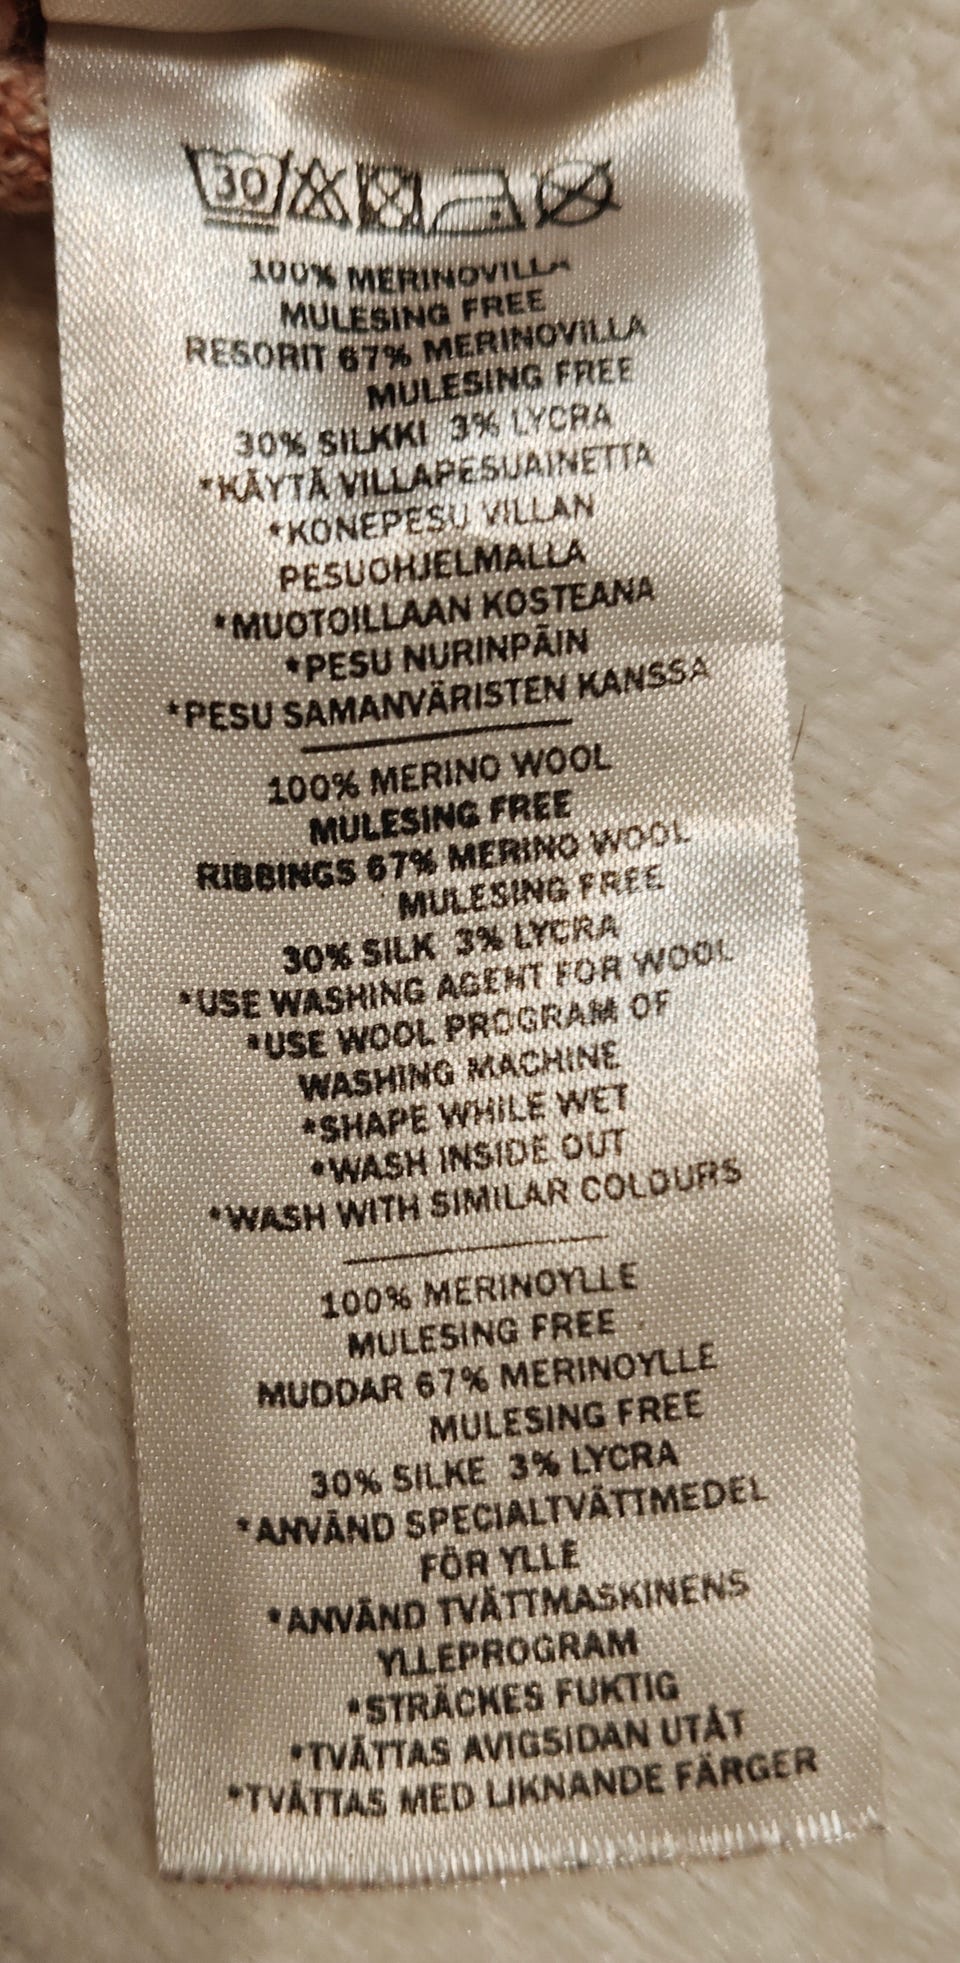 30
100% MERINOVILLA
MULESING FREE
RESORIT 67% MERINOVILLA
MULESING FREE
30% SILKKI 3% LYCRA
*KÄYTÄ VILLAPESUAINETTA
*KONEPESU VILLAN
PESUOHJELMALLA
*MUOTOILLAAN KOSTEANA
*PESU NURINPÄIN
*PESU SAMANVÄRISTEN KANSSA
100% MERINO WOOL
MULESING FREE
RIBBINGS 67% MERINO WOOL
MULESING FREE
30% SILK 3% LYCRA
*USE WASHING AGENT FOR WOOL
*USE WOOL PROGRAM OF
WASHING MACHINE
*SHAPE WHILE WET
*WASH INSIDE OUT
*WASH WITH SIMILAR COLOURS
100% MERINOYLLE
MULESING FREE
MUDDAR 67% MERINOYLLE
MULESING FREE
30% SILKE 3% LYCRA
*ANVÄND SPECIALTVÄTTMEDEL
FÖR YLLE
*ANVÄND TVÄTTMASKINENS
YLLEPROGRAM
*STRÄCKES FUKTIG
*TVÄTTAS AVIGSIDAN UTÅT
*TVÄTTAS MED LIKNANDE FÄRGER